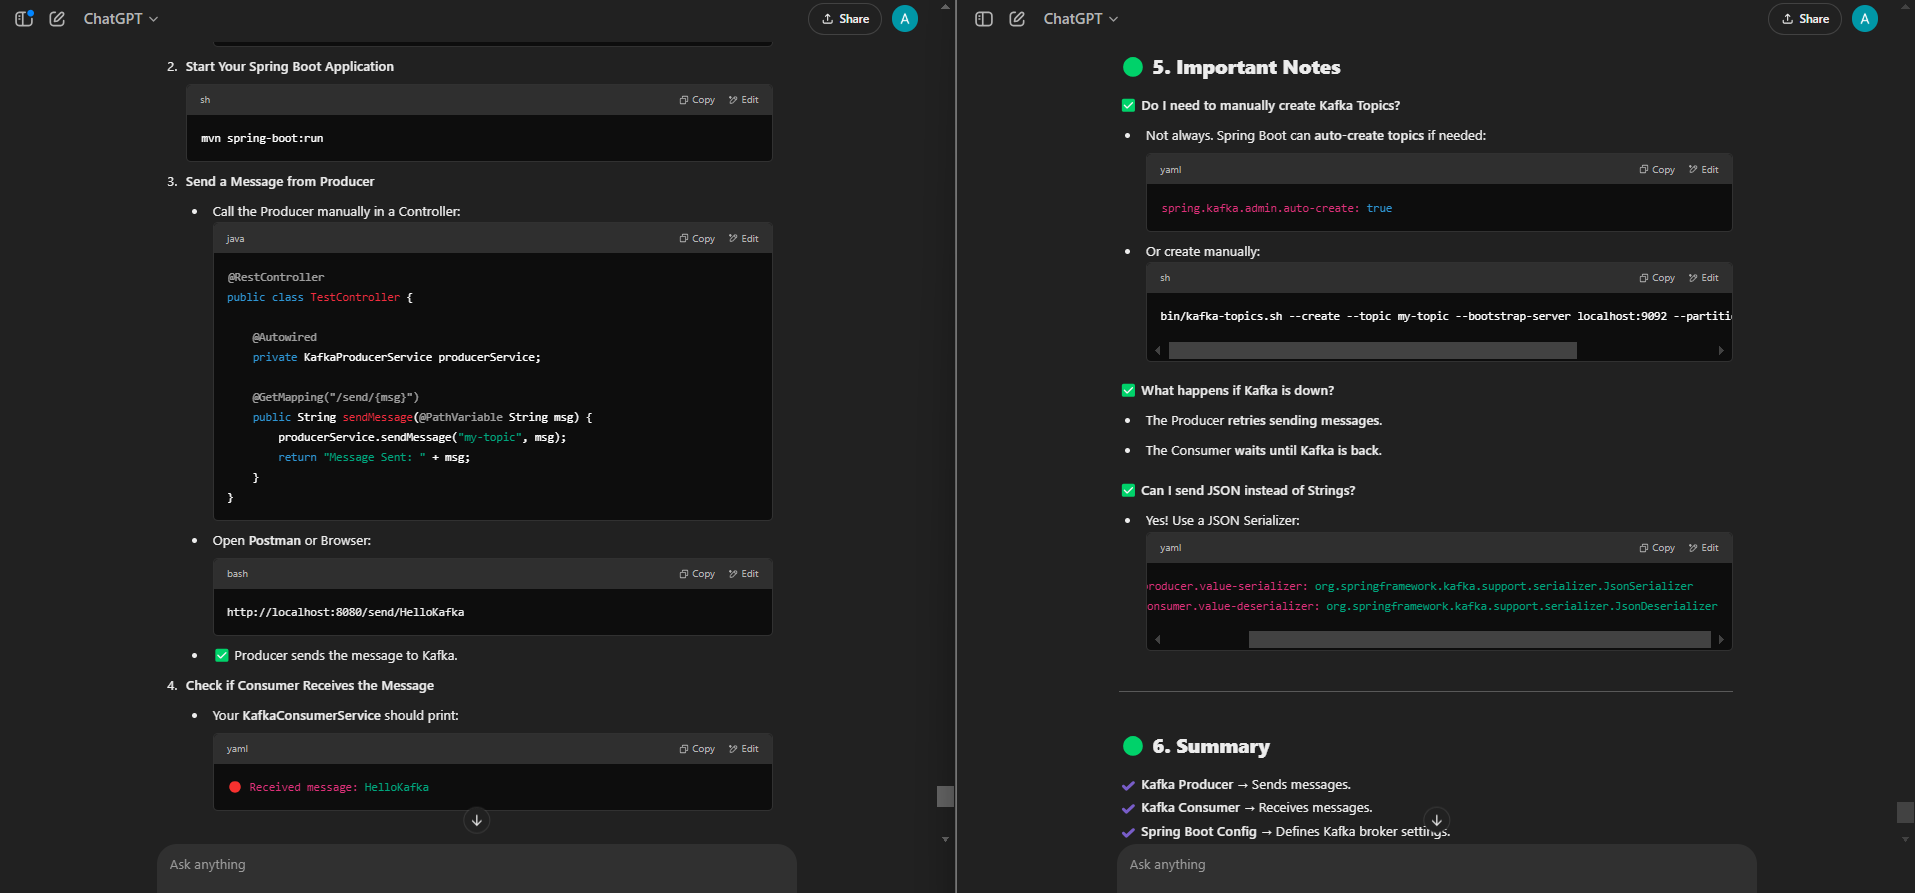 ChatGPT
Share
A
2. Start Your Spring Boot Application
sh
Copy
Edit
mvn spring-boot:run
3. Send a Message from Producer
• Call the Producer manually in a Controller:
java
Copy
Edit
@RestController
public class TestController {
@Autowired
private KafkaProducerService producerService;
@GetMapping("/send/{msg}")
public String sendMessage(@PathVariable String msg) {
producerService.sendMessage("my-topic", msg);
return "Message Sent: " + msg;
}
}
• Open Postman or Browser:
bash
Copy
Edit
http://localhost:8080/send/HelloKafka
• ✅ Producer sends the message to Kafka.
4. Check if Consumer Receives the Message
• Your KafkaConsumerService should print:
yaml
Copy
Edit
🔴 Received message: HelloKafka
Ask anything
ChatGPT
Share
A
🟢 5. Important Notes
✅ Do I need to manually create Kafka Topics?
• Not always. Spring Boot can auto-create topics if needed:
yaml
Copy
Edit
spring.kafka.admin.auto-create: true
• Or create manually:
sh
Copy
Edit
bin/kafka-topics.sh --create --topic my-topic --bootstrap-server localhost:9092 --partiti
✅ What happens if Kafka is down?
• The Producer retries sending messages.
• The Consumer waits until Kafka is back.
✅ Can I send JSON instead of Strings?
• Yes! Use a JSON Serializer:
yaml
Copy
Edit
roducer.value-serializer: org.springframework.kafka.support.serializer.JsonSerializer
onsumer.value-deserializer: org.springframework.kafka.support.serializer.JsonDeserializer
🟢 6. Summary
✔ Kafka Producer → Sends messages.
✔ Kafka Consumer → Receives messages.
✔ Spring Boot Config → Defines Kafka broker settings.
Ask anything